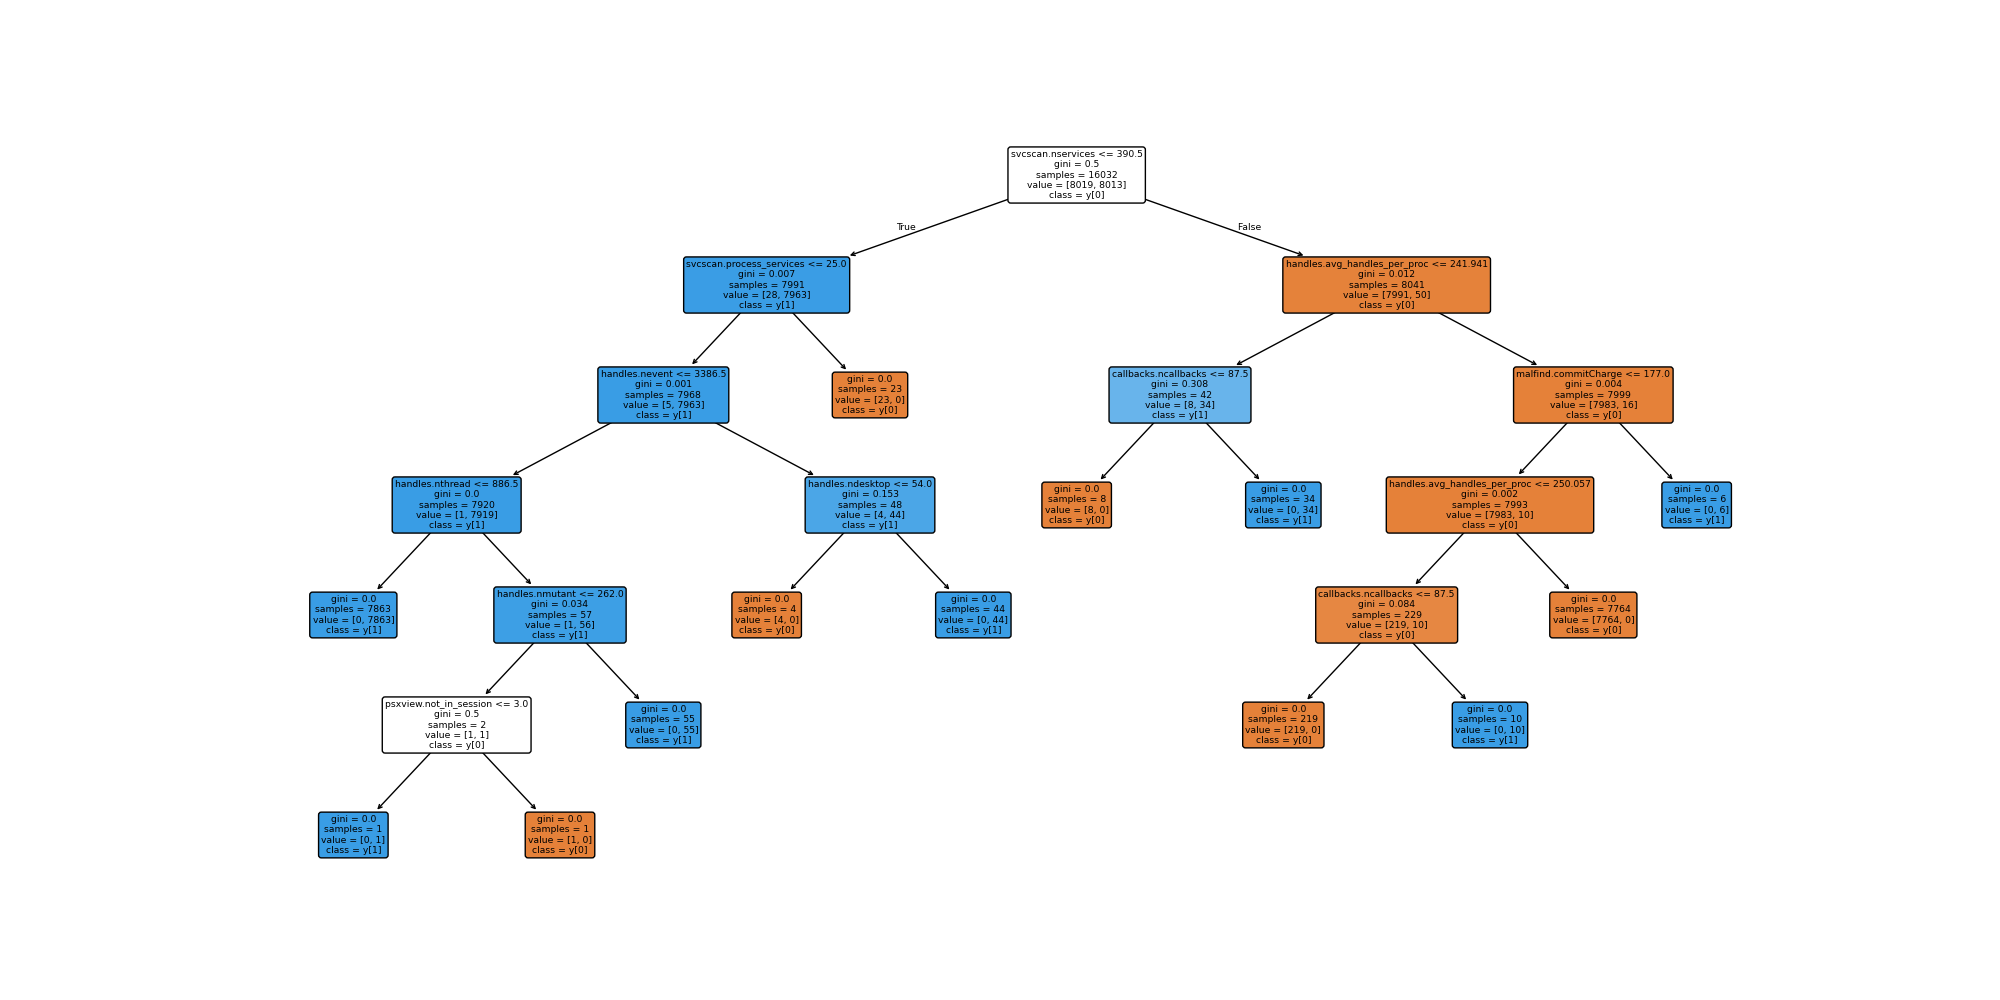 svcscan.nservices <= 390.5
gini = 0.5
samples = 16032
value = [8019, 8013]
class = y[0]
True
False
svcscan.process_services <= 25.0
gini = 0.007
samples = 7991
value = [28, 7963]
class = y[1]
handles.avg_handles_per_proc <= 241.941
gini = 0.012
samples = 8041
value = [7991, 50]
class = y[0]
handles.nevent <= 3386.5
gini = 0.001
samples = 7968
value = [5, 7963]
class = y[1]
gini = 0.0
samples = 23
value = [23, 0]
class = y[0]
callbacks.ncallbacks <= 87.5
gini = 0.308
samples = 42
value = [8, 34]
class = y[1]
malfind.commitCharge <= 177.0
gini = 0.004
samples = 7999
value = [7983, 16]
class = y[0]
handles.nthread <= 886.5
gini = 0.0
samples = 7920
value = [1, 7919]
class = y[1]
handles.ndesktop <= 54.0
gini = 0.153
samples = 48
value = [4, 44]
class = y[1]
gini = 0.0
samples = 8
value = [8, 0]
class = y[0]
gini = 0.0
samples = 34
value = [0, 34]
class = y[1]
handles.avg_handles_per_proc <= 250.057
gini = 0.002
samples = 7993
value = [7983, 10]
class = y[0]
gini = 0.0
samples = 6
value = [0, 6]
class = y[1]
gini = 0.0
samples = 7863
value = [0, 7863]
class = y[1]
handles.nmutant <= 262.0
gini = 0.034
samples = 57
value = [1, 56]
class = y[1]
gini = 0.0
samples = 4
value = [4, 0]
class = y[0]
gini = 0.0
samples = 44
value = [0, 44]
class = y[1]
callbacks.ncallbacks <= 87.5
gini = 0.084
samples = 229
value = [219, 10]
class = y[0]
gini = 0.0
samples = 7764
value = [7764, 0]
class = y[0]
psxview.not_in_session <= 3.0
gini = 0.5
samples = 2
value = [1, 1]
class = y[0]
gini = 0.0
samples = 55
value = [0, 55]
class = y[1]
gini = 0.0
samples = 219
value = [219, 0]
class = y[0]
gini = 0.0
samples = 10
value = [0, 10]
class = y[1]
gini = 0.0
samples = 1
value = [0, 1]
class = y[1]
gini = 0.0
samples = 1
value = [1, 0]
class = y[0]